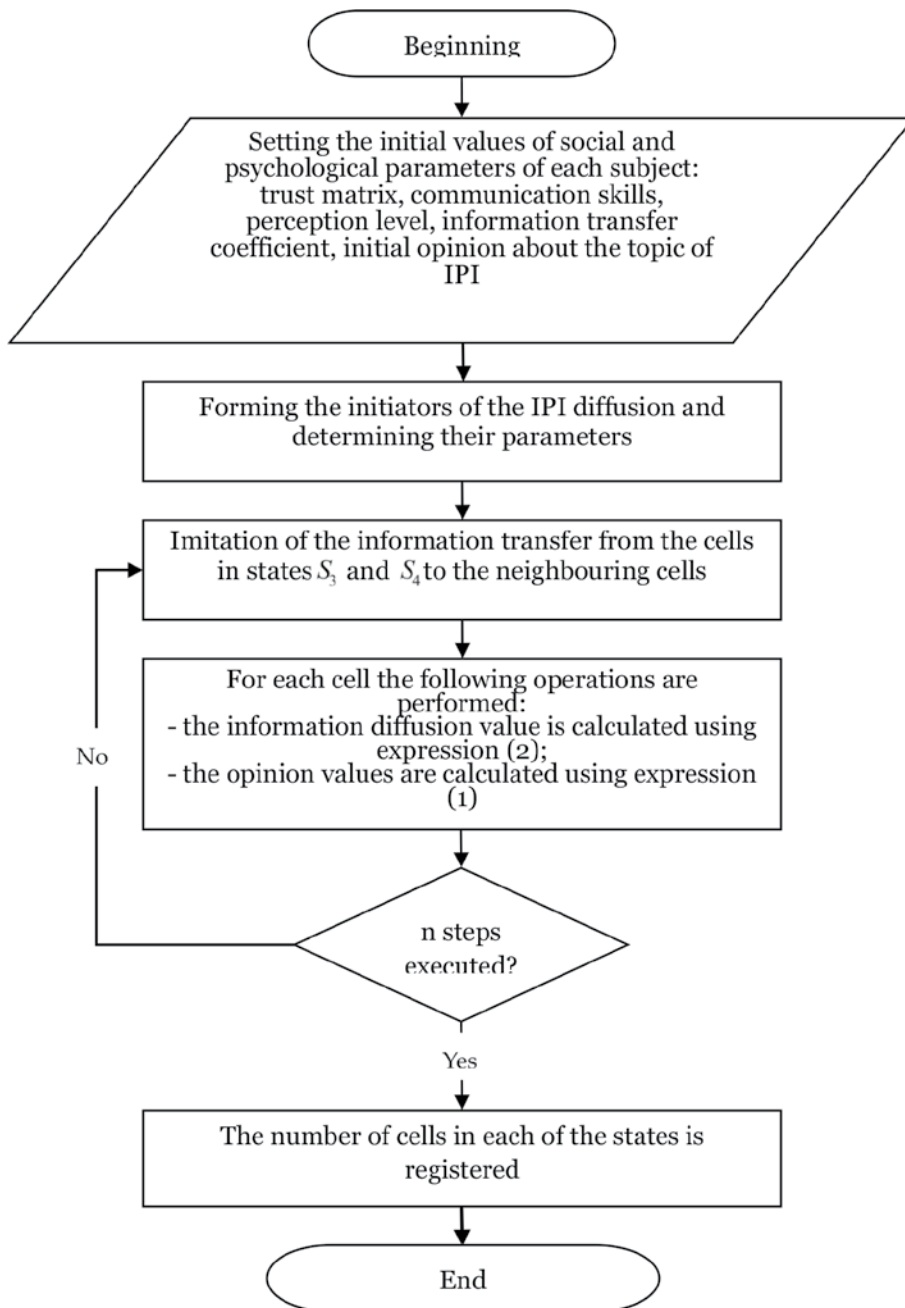 Beginning
Setting the initial values of social and
psychological parameters of each subject:
trust matrix, communication skills,
perception level, information transfer
coefficient, initial opinion about the topic of
IPI
Forming the initiators of the IPI diffusion and
determining their parameters
Imitation of the information transfer from the cells
in states S₃ and S₄ to the neighbouring cells
For each cell the following operations are
performed:
- the information diffusion value is calculated using
expression (2);
- the opinion values are calculated using expression
(1)
No
n steps
executed?
Yes
The number of cells in each of the states is
registered
End